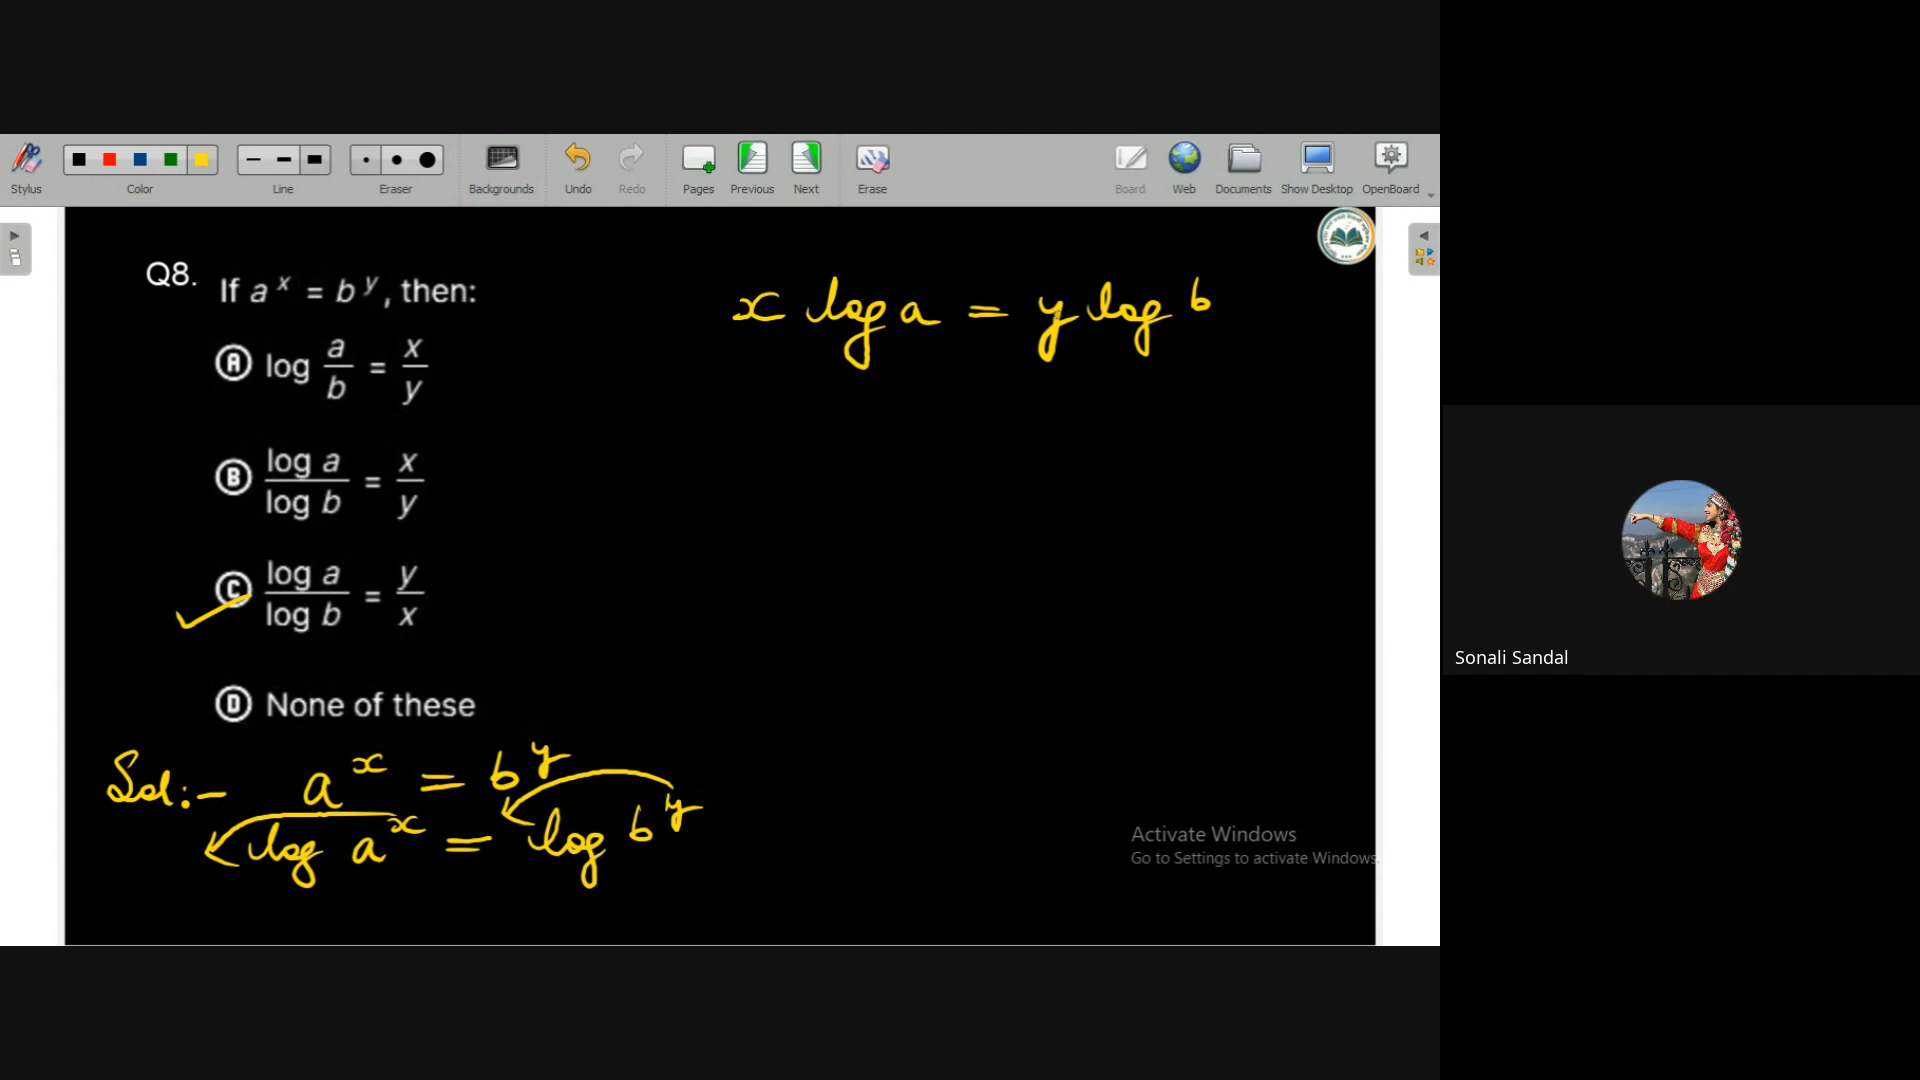 Stylus Color Line Eraser Backgrounds Undo Redo Pages Previous Next Erase Board Web Documents Show Desktop OpenBoard
Q8. If a^x = b^y, then:
x log a = y log b
A log a/b = x/y
B log a/log b = x/y
C log a/log b = y/x
D None of these
Sol:- a^x = b^y
log a^x = log b^y
Activate Windows
Go to Settings to activate Windows.
Sonali Sandal